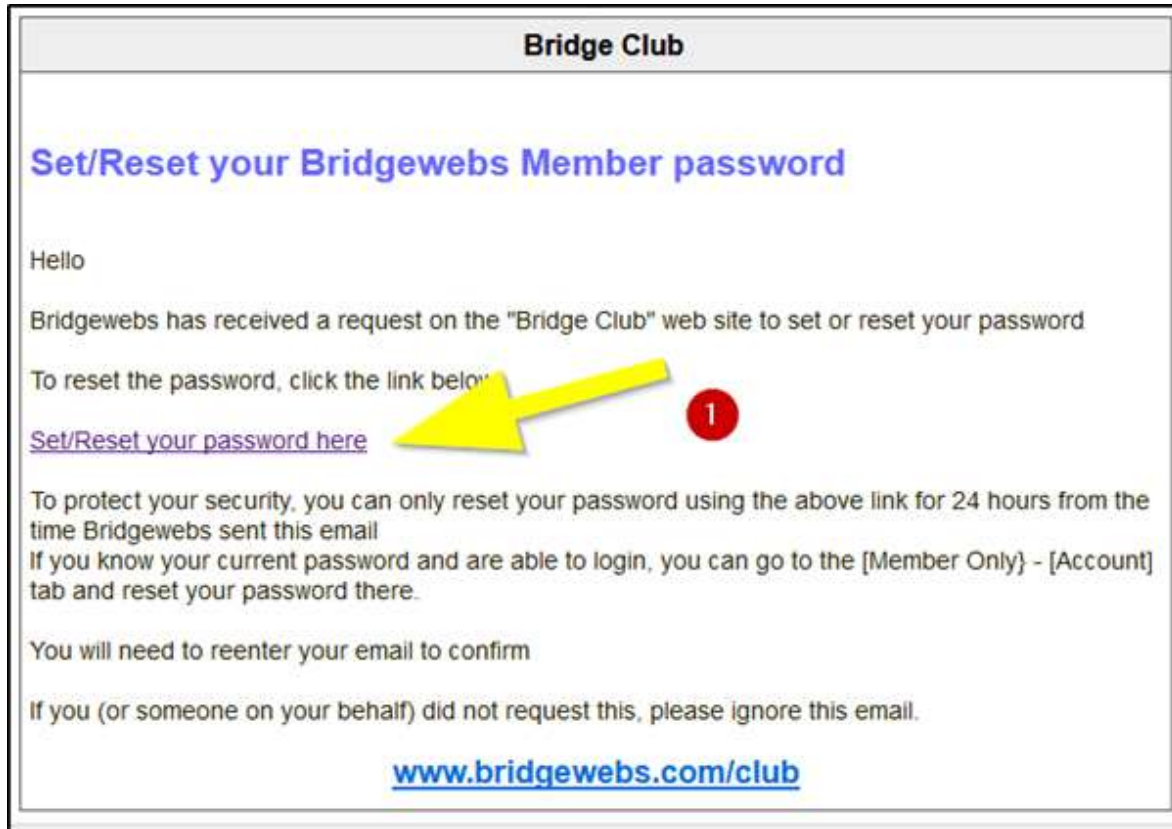 Bridge Club
Set/Reset your Bridgewebs Member password
Hello
Bridgewebs has received a request on the "Bridge Club" web site to set or reset your password
To reset the password, click the link below
1
Set/Reset your password here
To protect your security, you can only reset your password using the above link for 24 hours from the
time Bridgewebs sent this email
If you know your current password and are able to login, you can go to the [Member Only} - [Account]
tab and reset your password there.
You will need to reenter your email to confirm
If you (or someone on your behalf) did not request this, please ignore this email.
www.bridgewebs.com/club